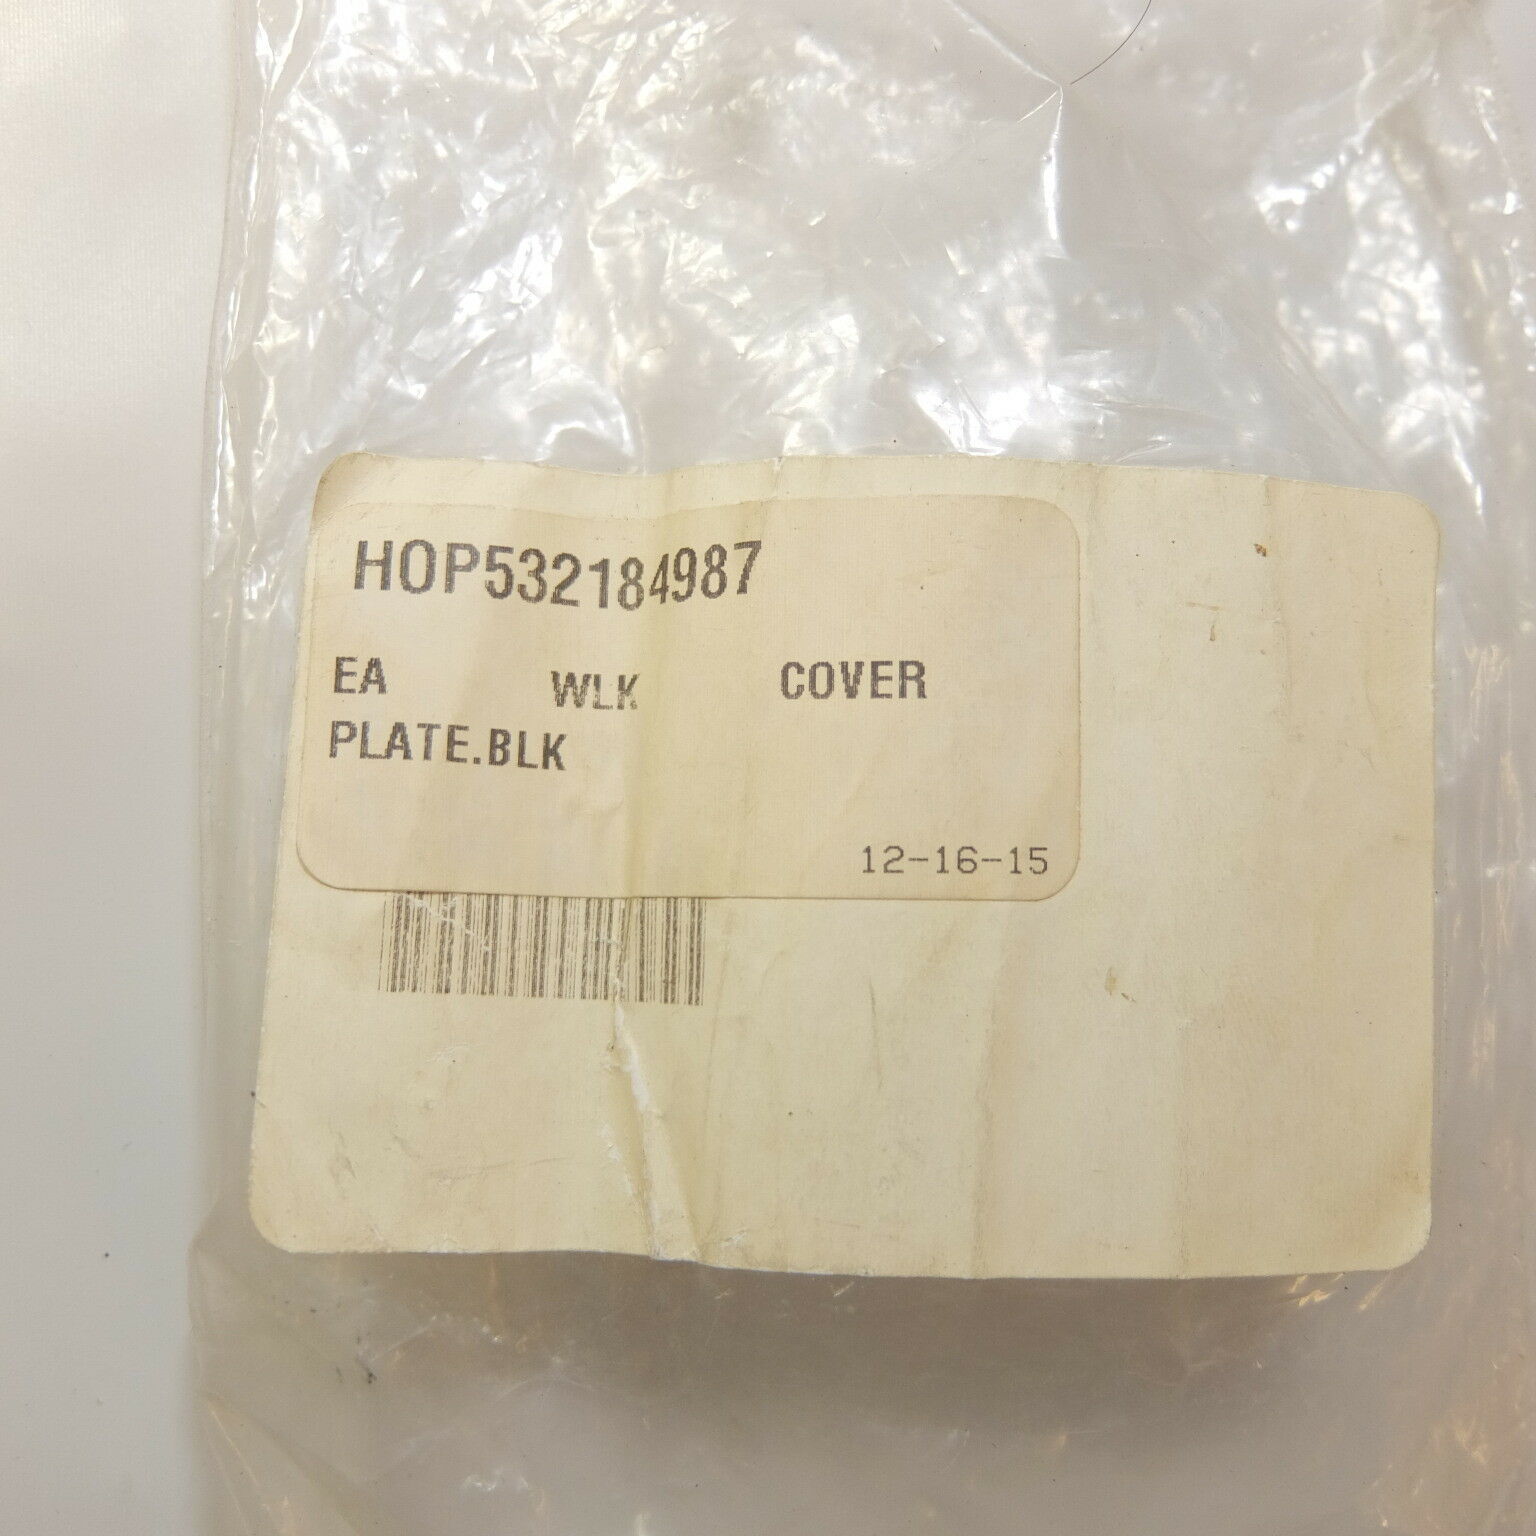 HOP532184987
EA WLK COVER
PLATE.BLK
12-16-15